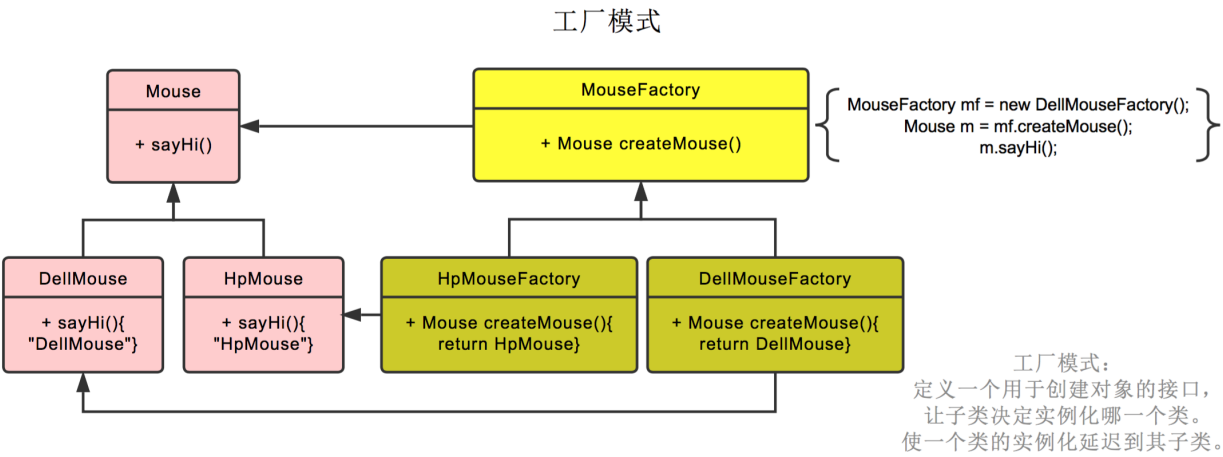 工厂模式
Mouse
+ sayHi()
MouseFactory
+ Mouse createMouse()
MouseFactory mf = new DellMouseFactory();
Mouse m = mf.createMouse();
m.sayHi();
DellMouse
+ sayHi(){
"DellMouse"}
HpMouse
+ sayHi(){
"HpMouse"}
HpMouseFactory
+ Mouse createMouse(){
return HpMouse}
DellMouseFactory
+ Mouse createMouse(){
return DellMouse}
工厂模式：
定义一个用于创建对象的接口，
让子类决定实例化哪一个类。
使一个类的实例化延迟到其子类。